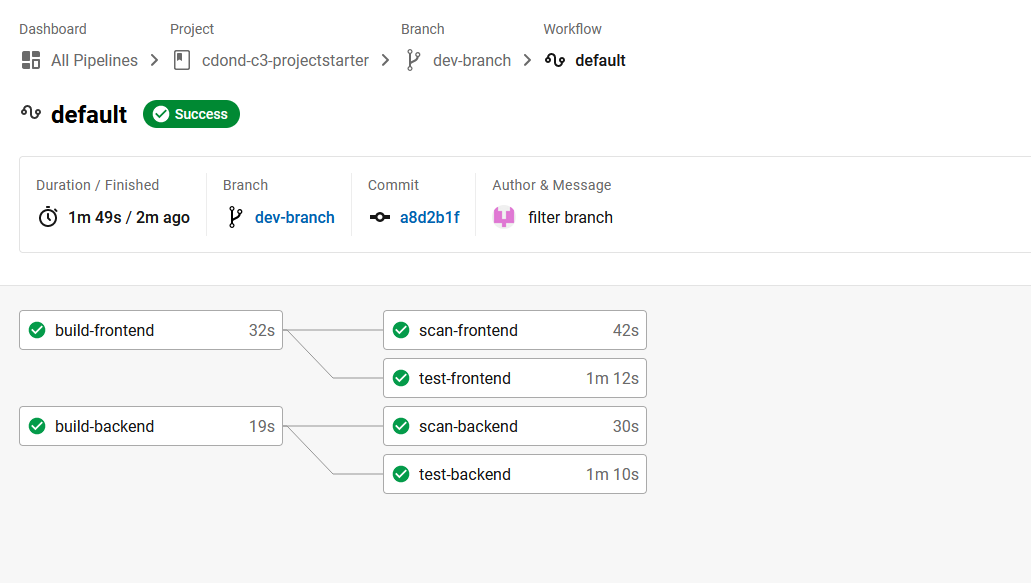 Dashboard Project Branch Workflow
All Pipelines cdond-c3-projectstarter dev-branch default
default Success
Duration / Finished Branch Commit Author & Message
1m 49s / 2m ago dev-branch a8d2b1f filter branch
build-frontend 32s scan-frontend 42s
test-frontend 1m 12s
build-backend 19s scan-backend 30s
test-backend 1m 10s